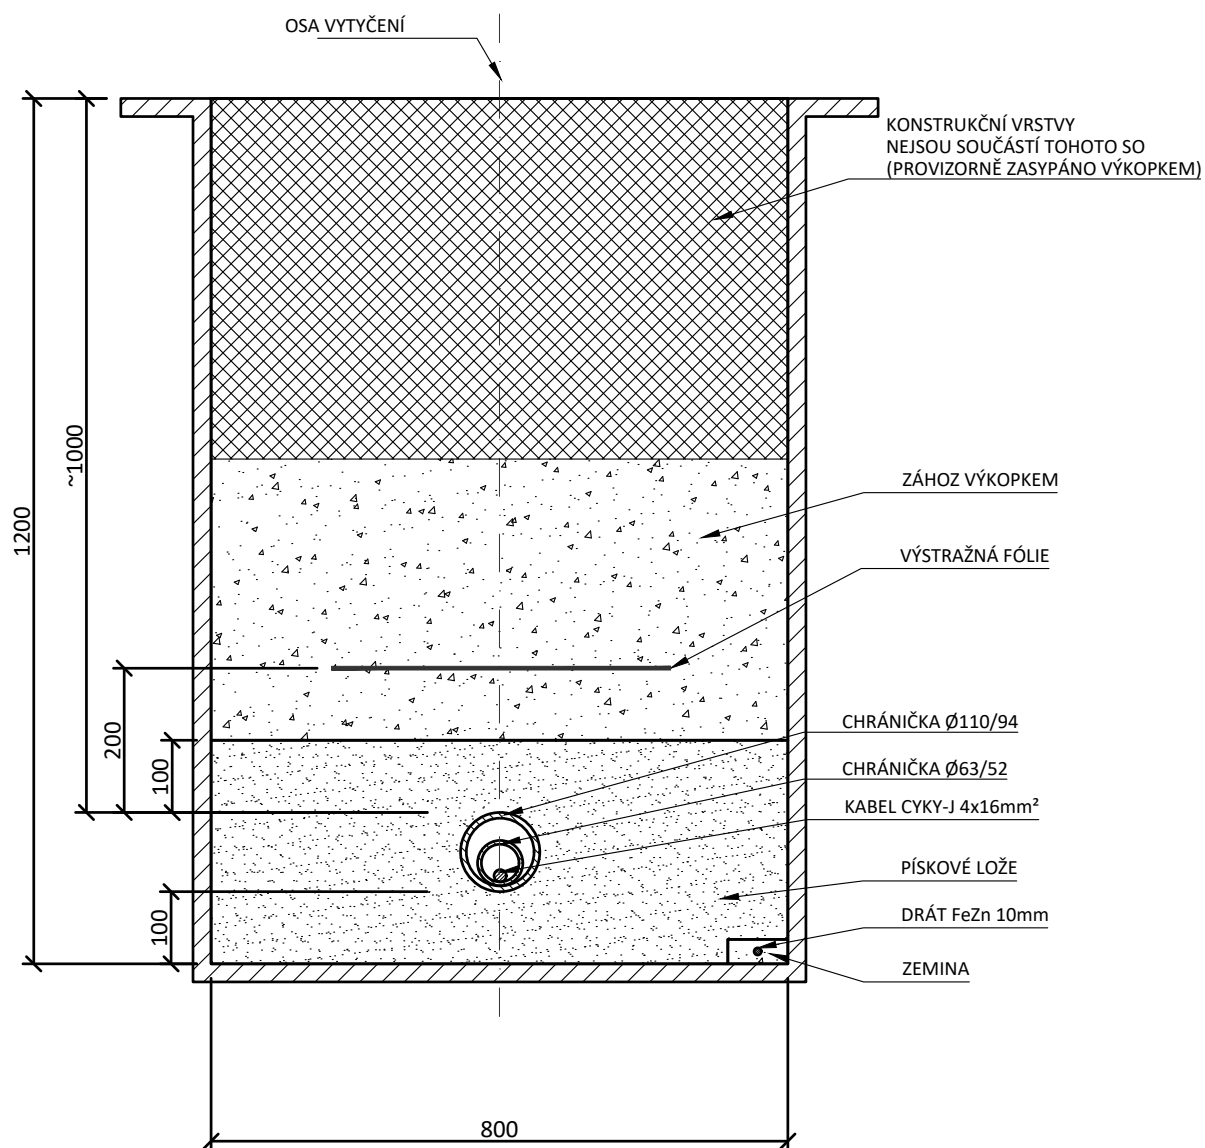 OSA VYTYČENÍ
KONSTRUKČNÍ VRSTVY
NEJSOU SOUČÁSTÍ TOHOTO SO
(PROVIZORNĚ ZASYPÁNO VÝKOPKEM)
~1000
1200
ZÁHOZ VÝKOPKEM
VÝSTRAŽNÁ FÓLIE
200
100
CHRÁNIČKA Ø110/94
CHRÁNIČKA Ø63/52
KABEL CYKY-J 4x16mm²
PÍSKOVÉ LOŽE
100
DRÁT FeZn 10mm
ZEMINA
800